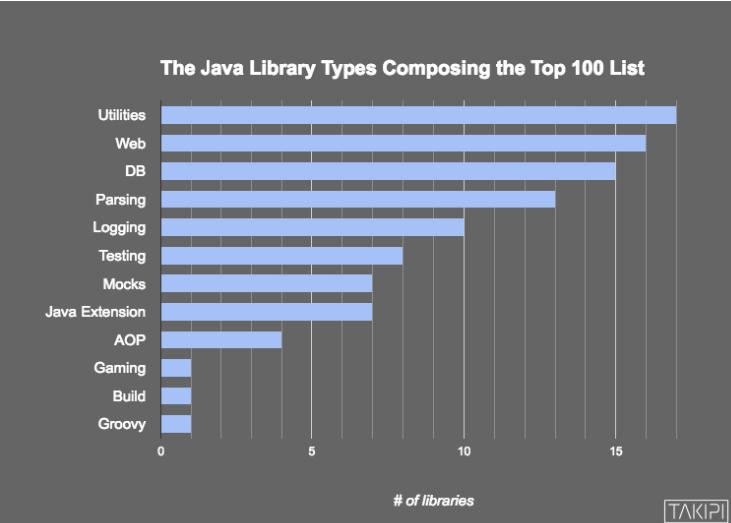 The Java Library Types Composing the Top 100 List
Utilities
Web
DB
Parsing
Logging
Testing
Mocks
Java Extension
AOP
Gaming
Build
Groovy
0 5 10 15
# of libraries
TAKIPI